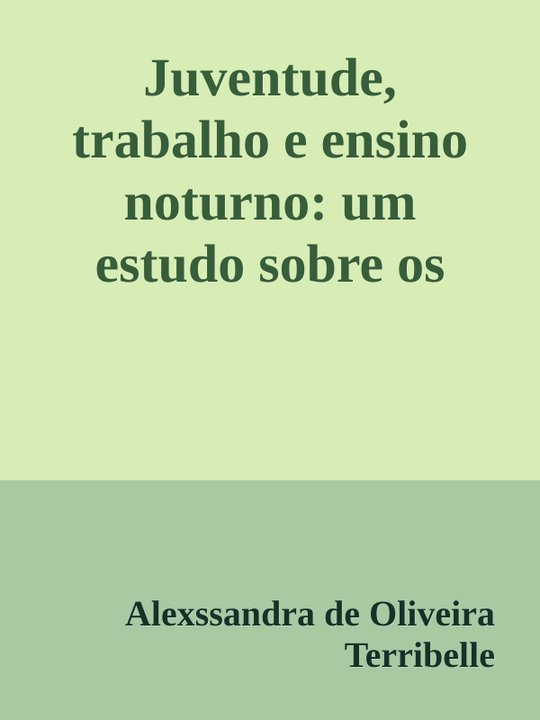 Juventude,
trabalho e ensino
noturno: um
estudo sobre os
Alexssandra de Oliveira
Terribelle